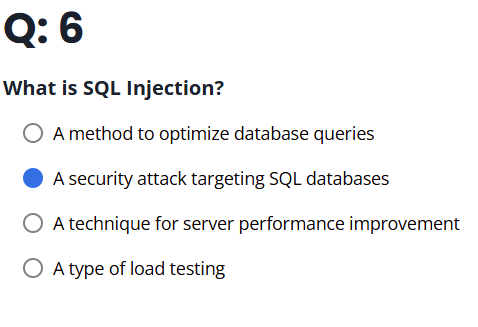 Q: 6
What is SQL Injection?
A method to optimize database queries
A security attack targeting SQL databases
A technique for server performance improvement
A type of load testing